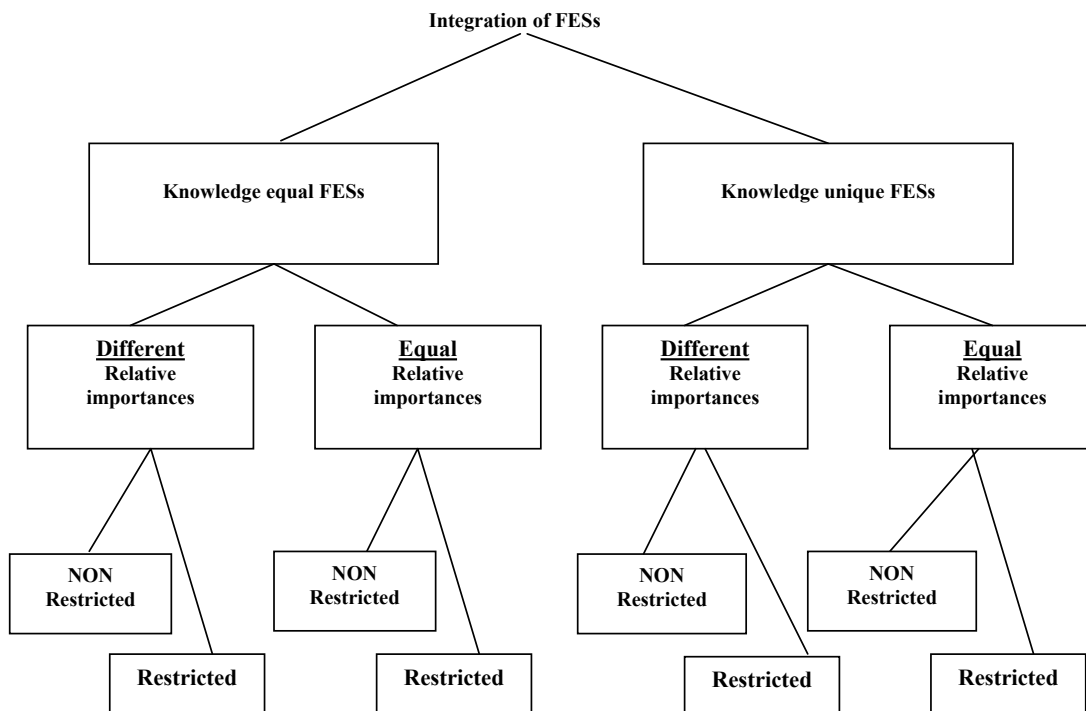 Integration of FESs
Knowledge equal FESs
Knowledge unique FESs
Different
Relative
importances
Equal
Relative
importances
Different
Relative
importances
Equal
Relative
importances
NON
Restricted
NON
Restricted
NON
Restricted
NON
Restricted
Restricted
Restricted
Restricted
Restricted